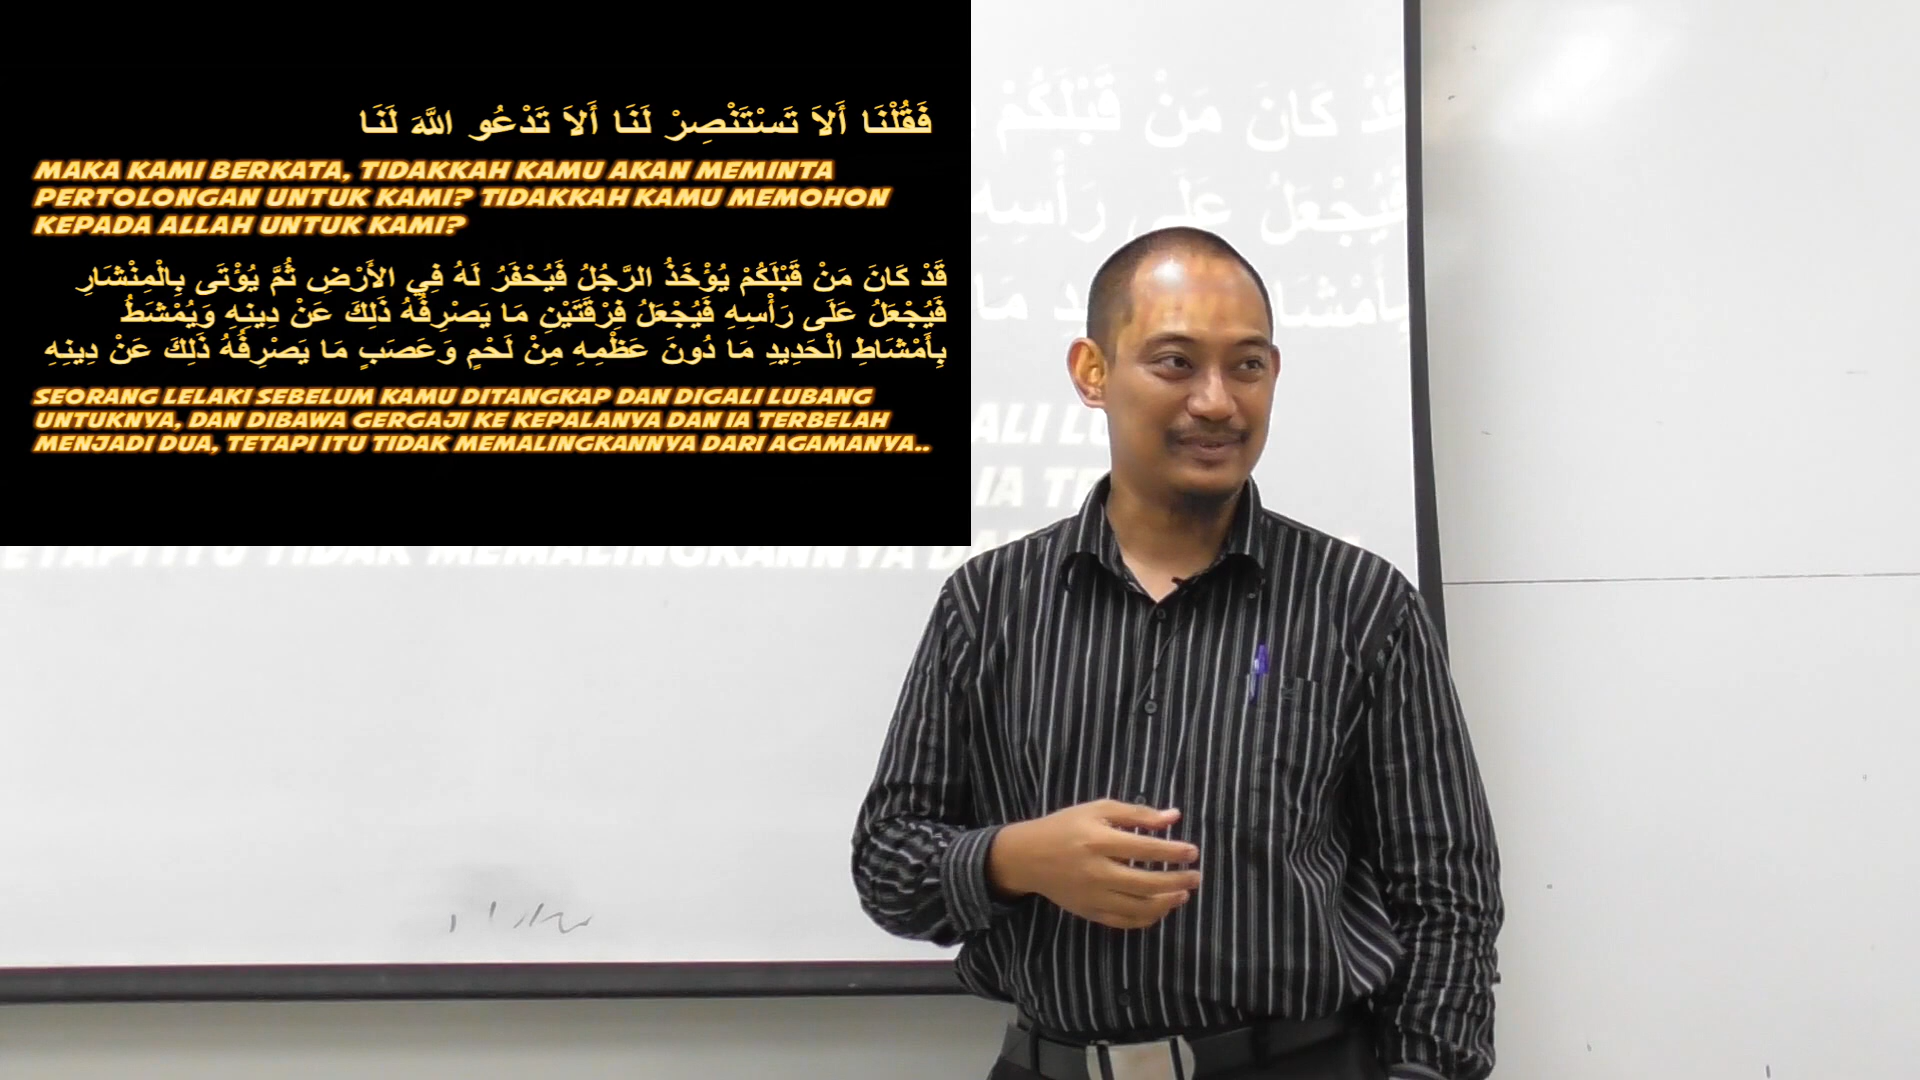 فَقُلْنَا أَلاَ تَسْتَنْصِرْ لَنَا أَلاَ تَدْعُو اللَّهَ لَنَا
MAKA KAMI BERKATA, TIDAKKAH KAMU AKAN MEMINTA
PERTOLONGAN UNTUK KAMI? TIDAKKAH KAMU MEMOHON
KEPADA ALLAH UNTUK KAMI?
قَدْ كَانَ مَنْ قَبْلَكُمْ يُؤْخَذُ الرَّجُلُ فَيُحْفَرُ لَهُ فِي الأَرْضِ ثُمَّ يُؤْتَى بِالْمِنْشَارِ
فَيُجْعَلُ عَلَى رَأْسِهِ فَيُجْعَلُ فِرْقَتَيْنِ مَا يَصْرِفُهُ ذَلِكَ عَنْ دِينِهِ وَيُمْشَطُ
بِأَمْشَاطِ الْحَدِيدِ مَا دُونَ عَظْمِهِ مِنْ لَحْمٍ وَعَصَبٍ مَا يَصْرِفُهُ ذَلِكَ عَنْ دِينِهِ
SEORANG LELAKI SEBELUM KAMU DITANGKAP DAN DIGALI LUBANG
UNTUKNYA, DAN DIBAWA GERGAJI KE KEPALANYA DAN IA TERBELAH
MENJADI DUA, TETAPI ITU TIDAK MEMALINGKANNYA DARI AGAMANYA..
قَدْ كَانَ مَنْ قَبْلَكُمْ
فَيُجْعَلُ عَلَى رَأْسِهِ
بِأَمْشَاطِ
مَا
ALI LU
IA TE
ETAPI ITU TIDAK MEMALINGKANNYA DA